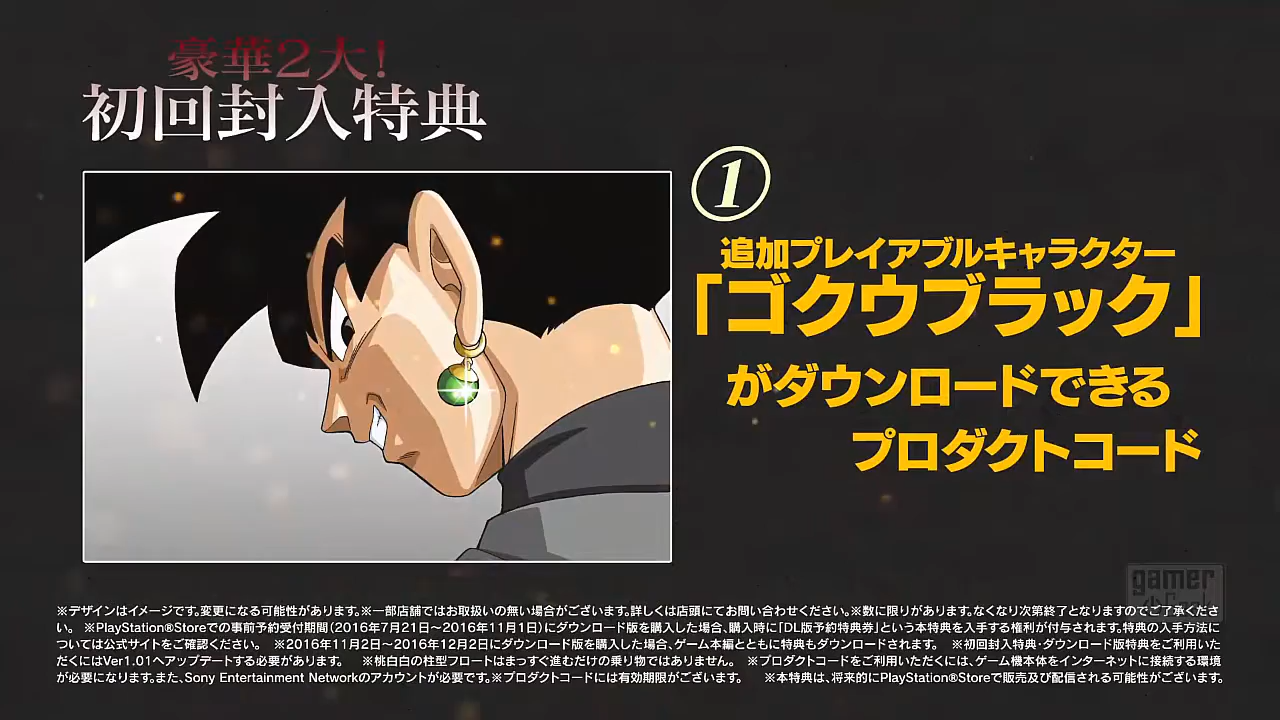 豪華2大!
初回封入特典
①
追加プレイアブルキャラクター
「ゴクウブラック」
がダウンロードできる
プロダクトコード
gamer
※デザインはイメージです。変更になる可能性があります。※一部店舗ではお取扱いの無い場合がございます。詳しくは店頭にてお問い合わせください。※数に限りがあります。なくなり次第終了となりますのでご了承くださ
い。 ※PlayStation®Storeでの事前予約受付期間(2016年7月21日～2016年11月1日)にダウンロード版を購入した場合、購入時に「DL版予約特典券」という本特典を入手する権利が付与されます。特典の入手方法に
ついては公式サイトをご確認ください。 ※2016年11月2日～2016年12月2日にダウンロード版を購入した場合、ゲーム本編とともに特典もダウンロードされます。 ※初回封入特典・ダウンロード版特典をご利用いた
だくにはVer1.01へアップデートする必要があります。 ※桃白白の柱型フロートはまっすぐ進むだけの乗り物ではありません。 ※プロダクトコードをご利用いただくには、ゲーム機本体をインターネットに接続する環境
が必要になります。また、Sony Entertainment Networkのアカウントが必要です。※プロダクトコードには有効期限がございます。 ※本特典は、将来的にPlayStation®Storeで販売及び配信される可能性がございます。